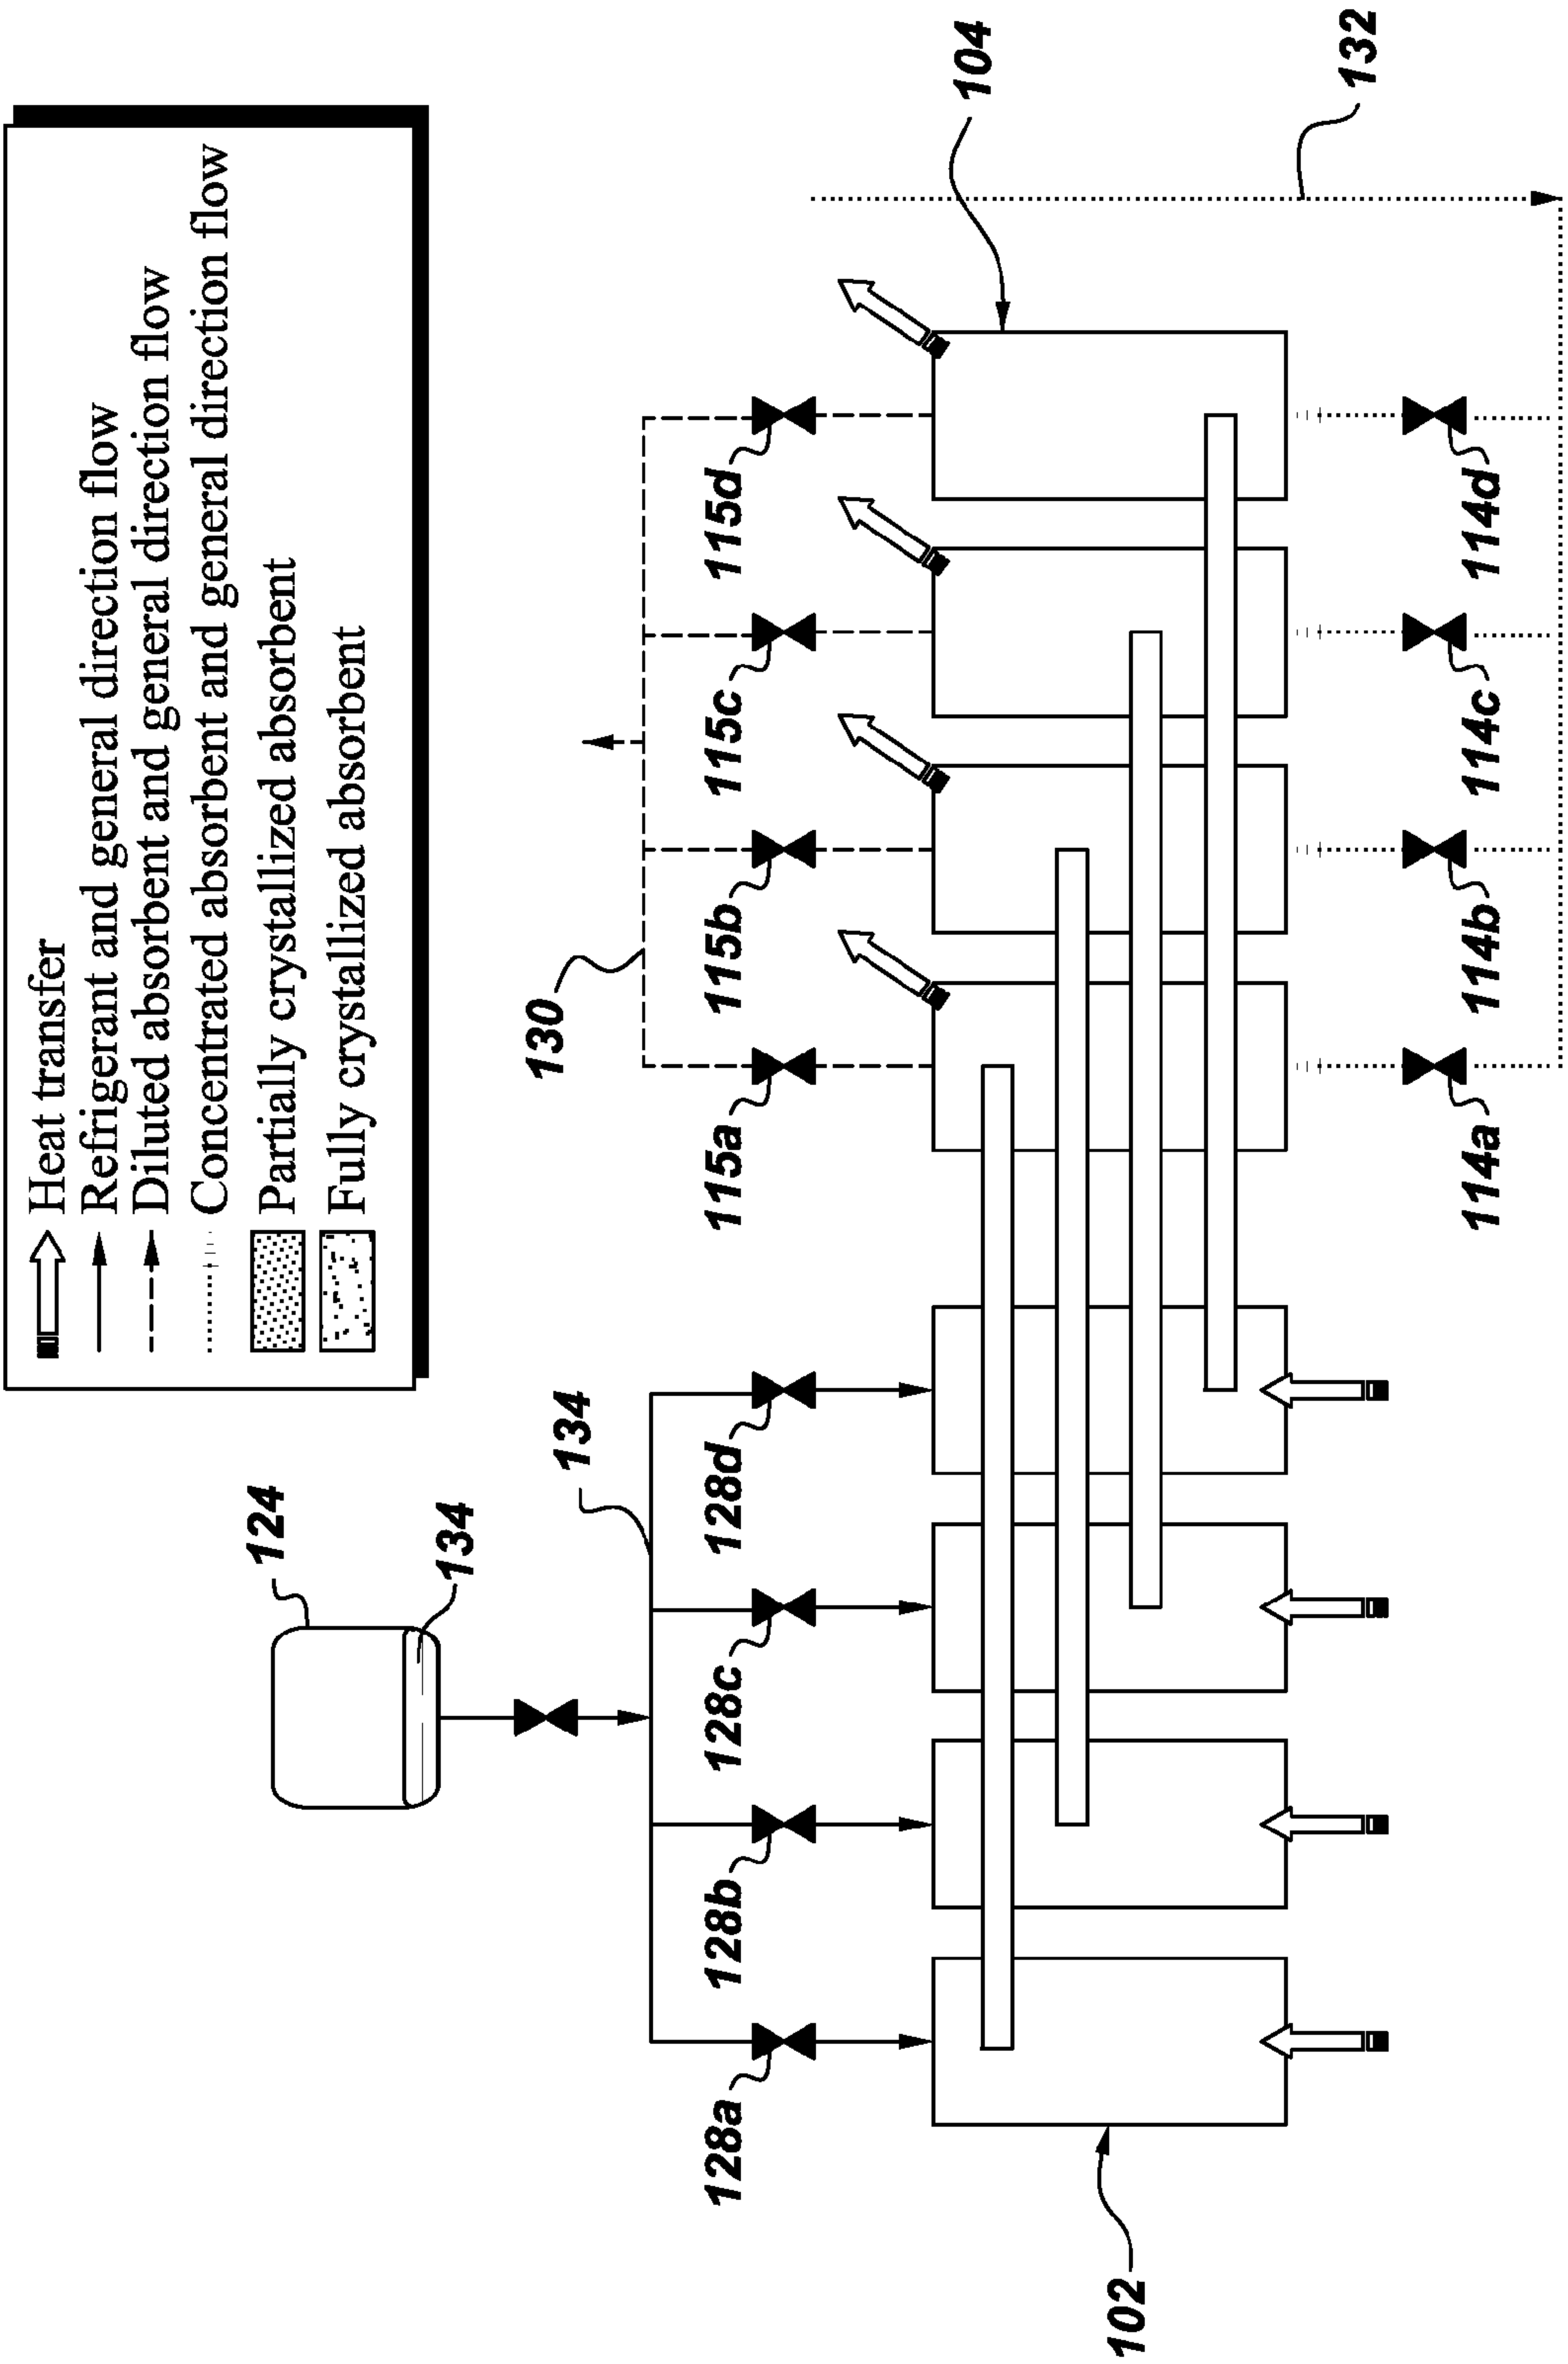 Heat transfer
Refrigerant and general direction flow
Diluted absorbent and general direction flow
Concentrated absorbent and general direction flow
Partially crystallized absorbent
Fully crystallized absorbent
124
134
134
130
128a
128b
128c
128d
115a
115b
115c
115d
104
102
132
114a
114b
114c
114d